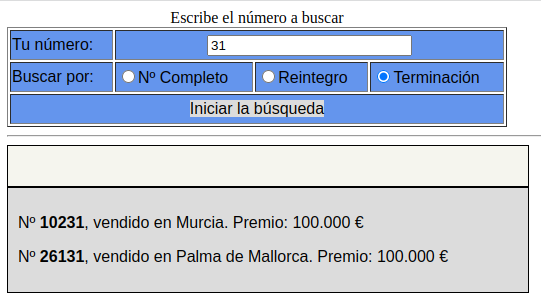 Escribe el número a buscar
Tu número: 31
Buscar por: Nº Completo Reintegro Terminación
Iniciar la búsqueda
Nº 10231, vendido en Murcia. Premio: 100.000 €
Nº 26131, vendido en Palma de Mallorca. Premio: 100.000 €